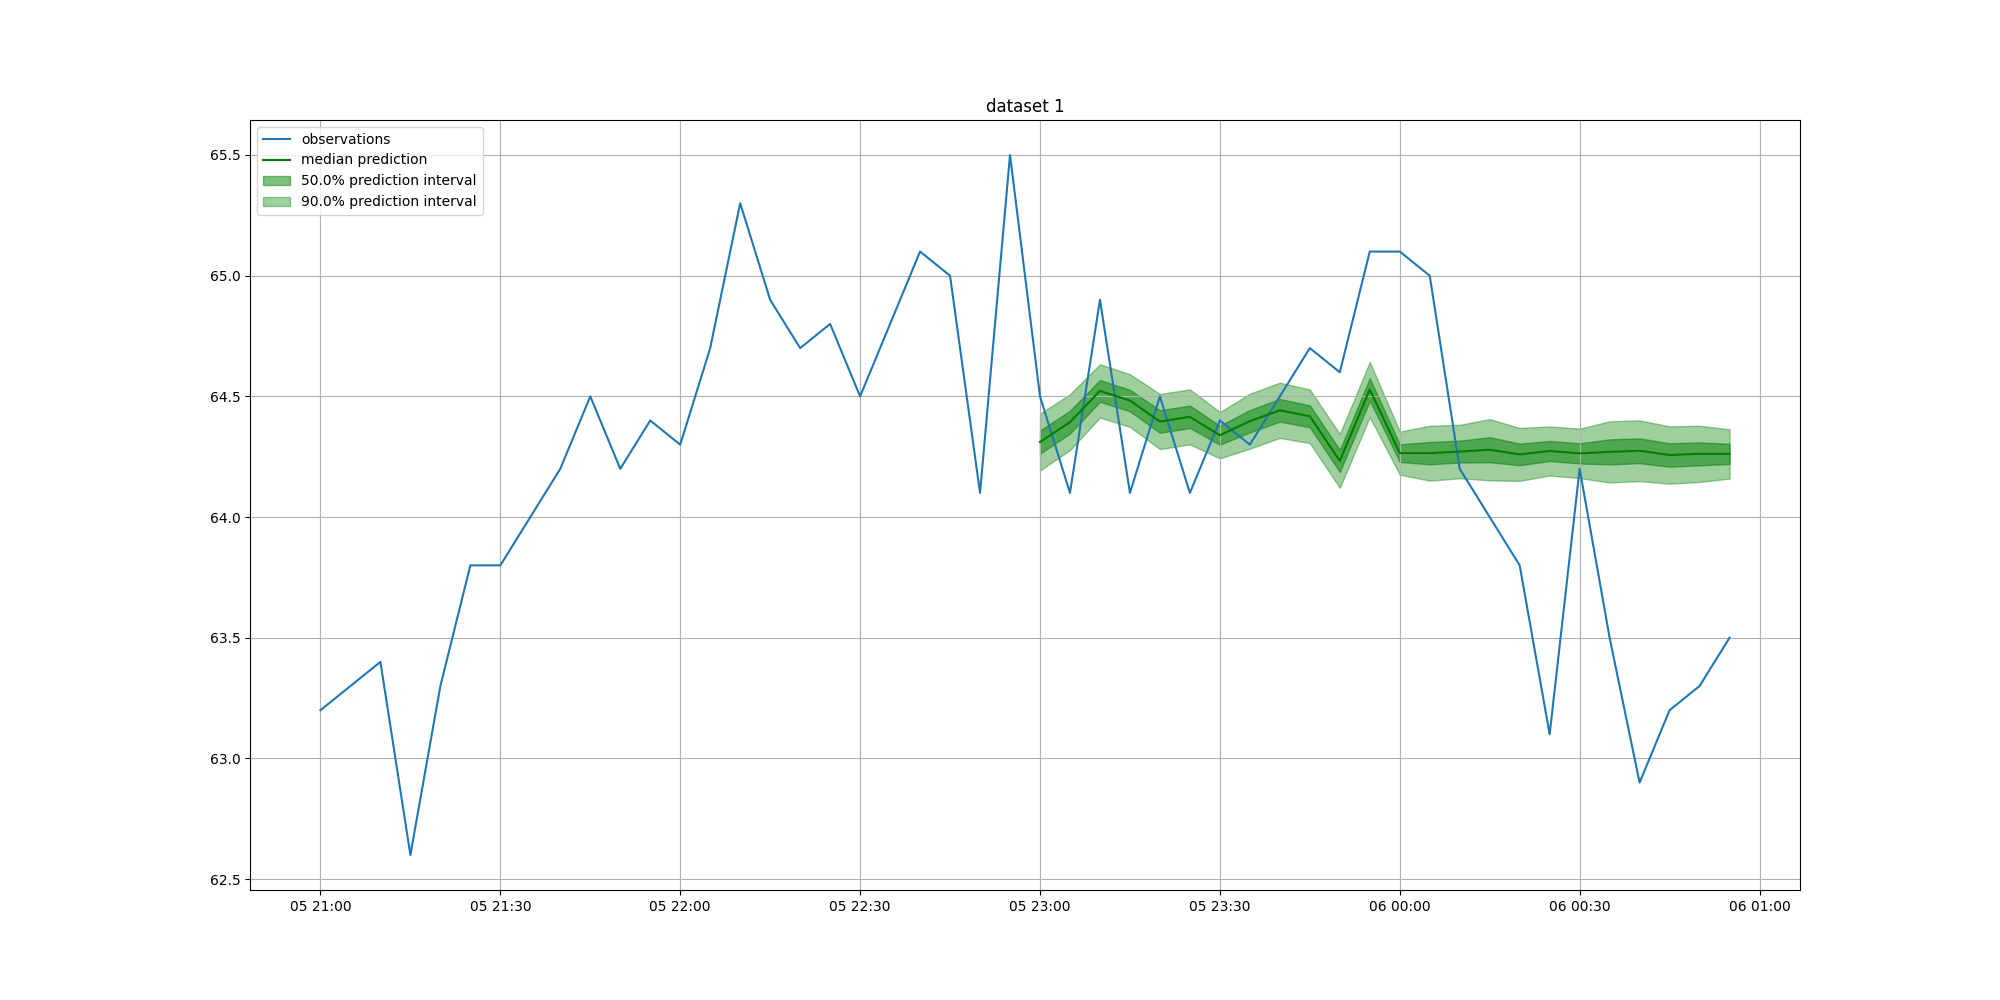 dataset 1
observations
median prediction
50.0% prediction interval
90.0% prediction interval
65.5
65.0
64.5
64.0
63.5
63.0
62.5
05 21:00 05 21:30 05 22:00 05 22:30 05 23:00 05 23:30 06 00:00 06 00:30 06 01:00